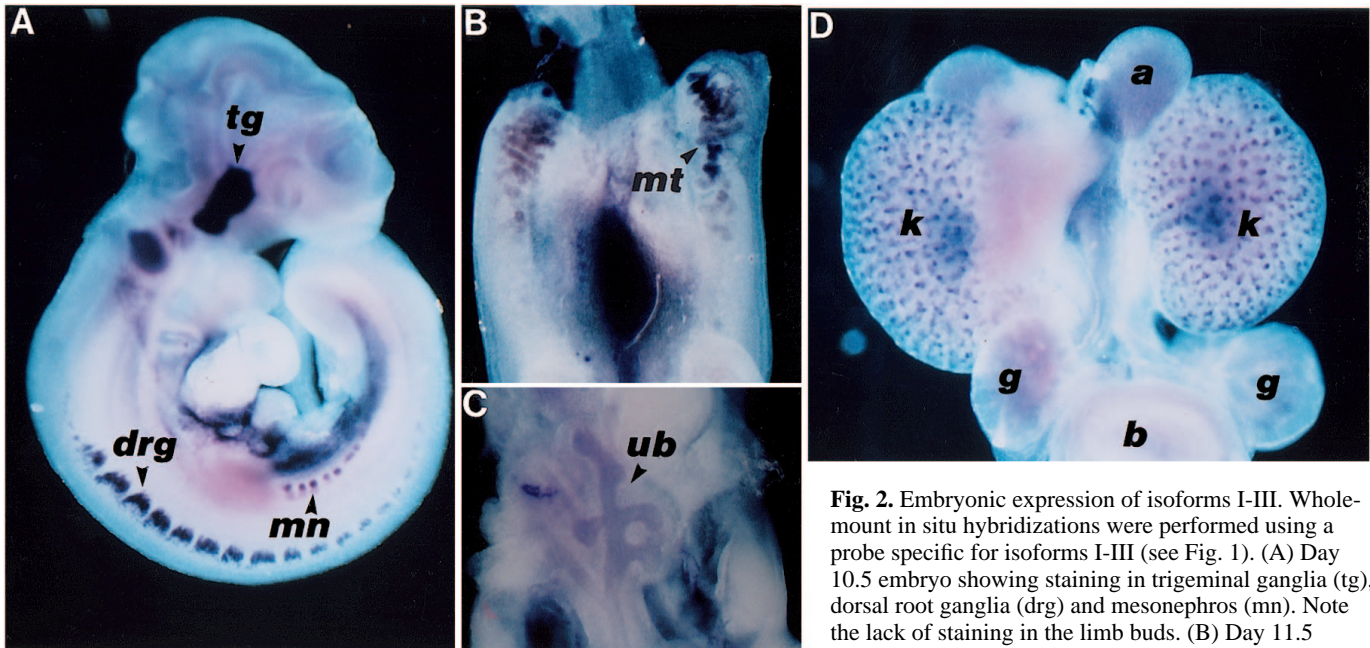 A
tg
drg
mn
B
mt
C
ub
D
a
k
k
g
g
b
Fig. 2. Embryonic expression of isoforms I-III. Whole-
mount in situ hybridizations were performed using a
probe specific for isoforms I-III (see Fig. 1). (A) Day
10.5 embryo showing staining in trigeminal ganglia (tg),
dorsal root ganglia (drg) and mesonephros (mn). Note
the lack of staining in the limb buds. (B) Day 11.5